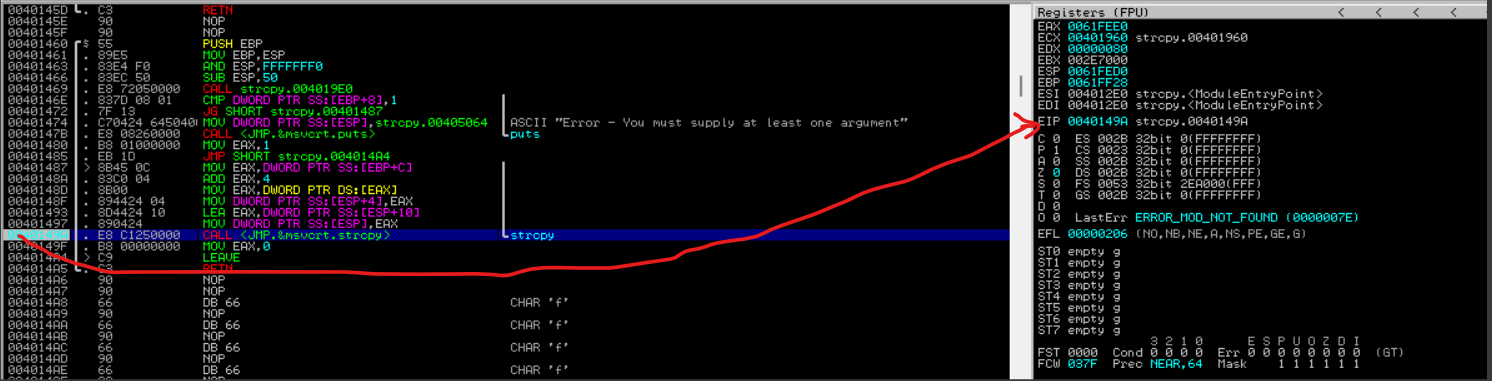 0040145D C3 RETN
0040145E 90 NOP
0040145F 90 NOP
00401460 $ 55 PUSH EBP
00401461 . 89E5 MOV EBP,ESP
00401463 . 83E4 F0 AND ESP,FFFFFFF0
00401466 . 83EC 50 SUB ESP,50
00401469 . E8 72050000 CALL strcpy.004019E0
0040146E . 837D 08 01 CMP DWORD PTR SS:[EBP+8],1
00401472 . 7F 13 JG SHORT strcpy.00401487
00401474 . C70424 6450400 MOV DWORD PTR SS:[ESP],strcpy.00405064 ASCII "Error - You must supply at least one argument"
0040147B . E8 08260000 CALL <JMP.&msvcrt.puts> puts
00401480 . B8 01000000 MOV EAX,1
00401485 . EB 1D JMP SHORT strcpy.004014A4
00401487 > 8B45 0C MOV EAX,DWORD PTR SS:[EBP+C]
0040148A . 83C0 04 ADD EAX,4
0040148D . 8B00 MOV EAX,DWORD PTR DS:[EAX]
0040148F . 894424 04 MOV DWORD PTR SS:[ESP+4],EAX
00401493 . 8D4424 10 LEA EAX,DWORD PTR SS:[ESP+10]
00401497 . 890424 MOV DWORD PTR SS:[ESP],EAX
. E8 C1250000 CALL <JMP.&msvcrt.strcpy> strcpy
0040149F . B8 00000000 MOV EAX,0
004014A4 > C9 LEAVE
004014A5 . C3 RETN
004014A6 90 NOP
004014A7 90 NOP
004014A8 66 DB 66 CHAR 'f'
004014A9 90 NOP
004014AA 66 DB 66 CHAR 'f'
004014AB 90 NOP
004014AC 66 DB 66 CHAR 'f'
004014AD 90 NOP
004014AE 66 DB 66 CHAR 'f'
90 NOP
Registers (FPU) < < < <
EAX 0061FEE0
ECX 00401960 strcpy.00401960
EDX 00000080
EBX 002E7000
ESP 0061FED0
EBP 0061FF28
ESI 004012E0 strcpy.<ModuleEntryPoint>
EDI 004012E0 strcpy.<ModuleEntryPoint>
EIP 0040149A strcpy.0040149A
C 0 ES 002B 32bit 0(FFFFFFFF)
P 1 CS 0023 32bit 0(FFFFFFFF)
A 0 SS 002B 32bit 0(FFFFFFFF)
Z 0 DS 002B 32bit 0(FFFFFFFF)
S 0 FS 0053 32bit 2EA000(FFF)
T 0 GS 002B 32bit 0(FFFFFFFF)
D 0
O 0 LastErr ERROR_MOD_NOT_FOUND (0000007E)
EFL 00000206 (NO,NB,NE,A,NS,PE,GE,G)
ST0 empty g
ST1 empty g
ST2 empty g
ST3 empty g
ST4 empty g
ST5 empty g
ST6 empty g
ST7 empty g
3 2 1 0 E S P U O Z D I
FST 0000 Cond 0 0 0 0 Err 0 0 0 0 0 0 0 0 (GT)
FCW 037F Prec NEAR,64 Mask 1 1 1 1 1 1